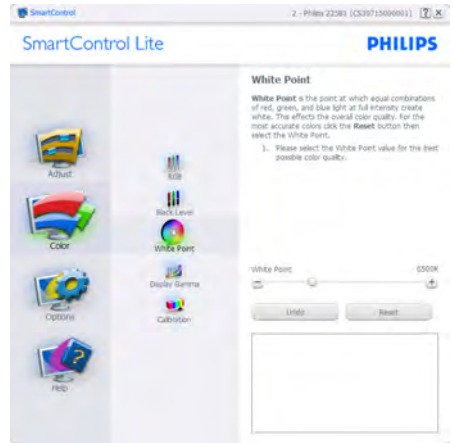 SmartControl
2 - Philips 225B1 (CS39715000001)
SmartControl Lite
PHILIPS
White Point
White Point is the point at which equal combinations
of red, green, and blue light at full intensity create
white. The effects the overall color quality. For the
most accurate colors click the Reset button then
select the White Point.
1. Please select the White Point value for the best
possible color quality.
Adjust
Color
Options
Help
RGB
Black Level
White Point
Display Gamma
Calibration
White Point
6500K
Undo
Reset